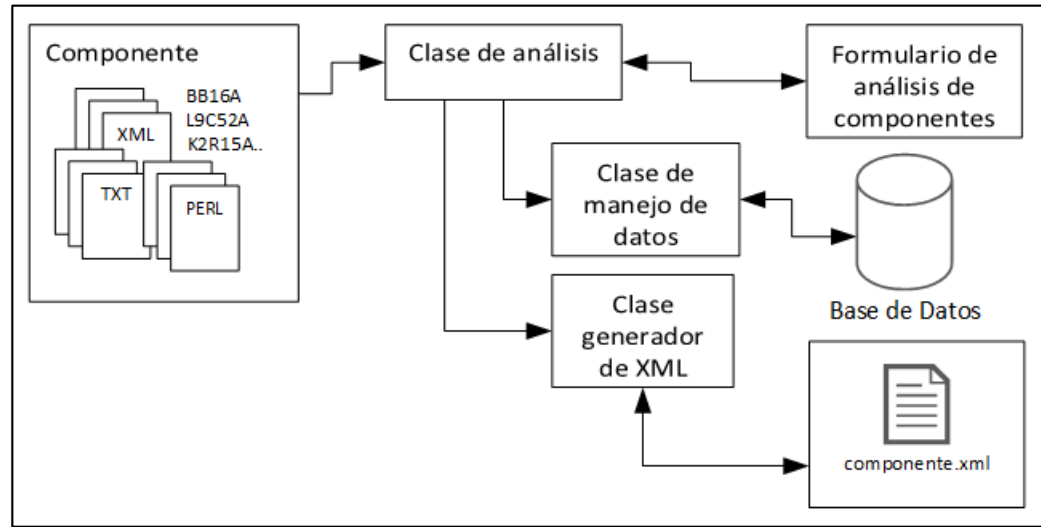 Componente
BB16A
L9C52A
K2R15A..
XML
TXT
PERL
Clase de análisis
Formulario de
análisis de
componentes
Clase de
manejo de
datos
Base de Datos
Clase
generador
de XML
componente.xml